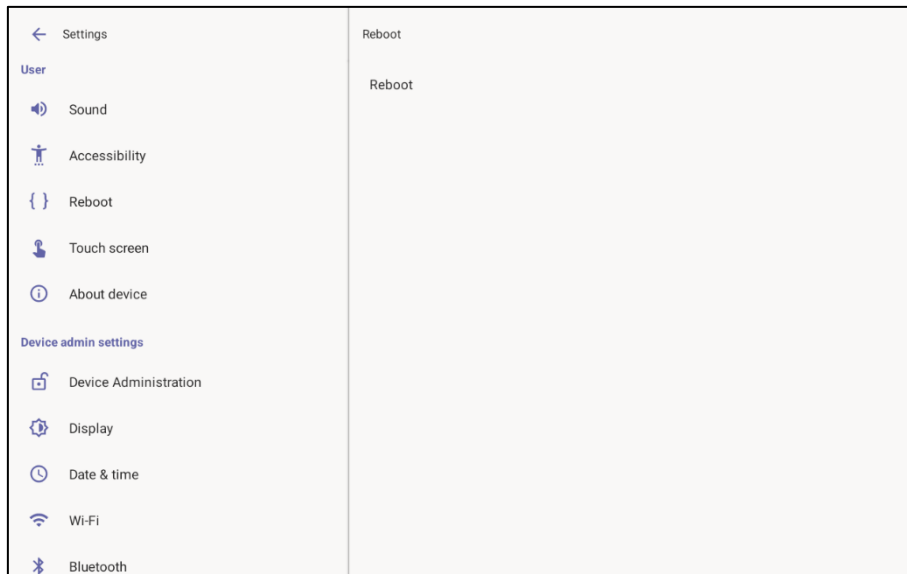 Settings
User
Sound
Accessibility
Reboot
Touch screen
About device
Device admin settings
Device Administration
Display
Date & time
Wi-Fi
Bluetooth
Reboot
Reboot